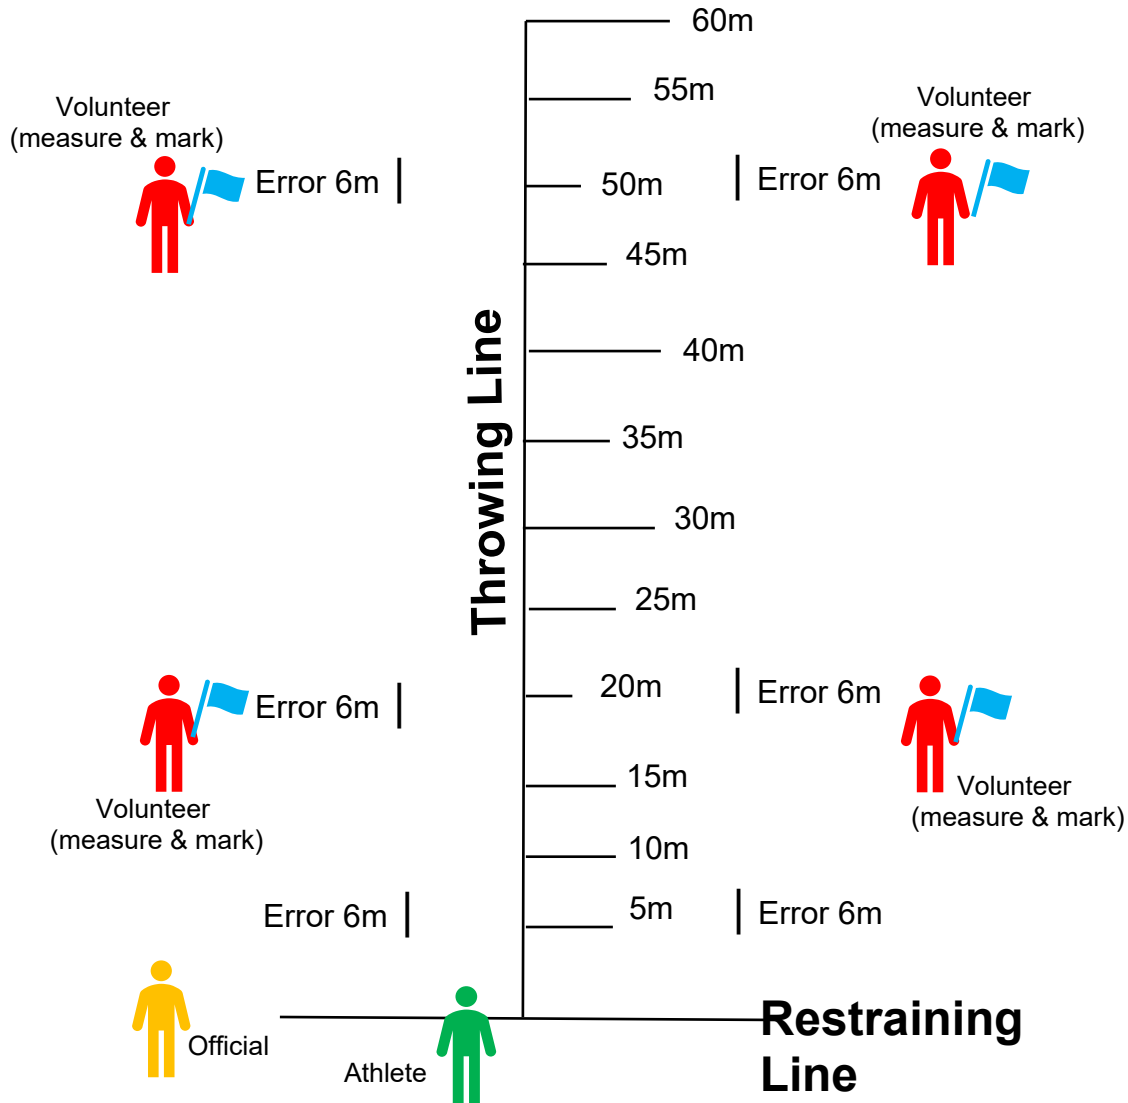 60m
55m
Volunteer
(measure & mark)
Volunteer
(measure & mark)
Error 6m
50m
Error 6m
45m
Throwing Line
40m
35m
30m
25m
Error 6m
20m
Error 6m
15m
Volunteer
(measure & mark)
Volunteer
(measure & mark)
10m
Error 6m
5m
Error 6m
Official
Athlete
Restraining
Line